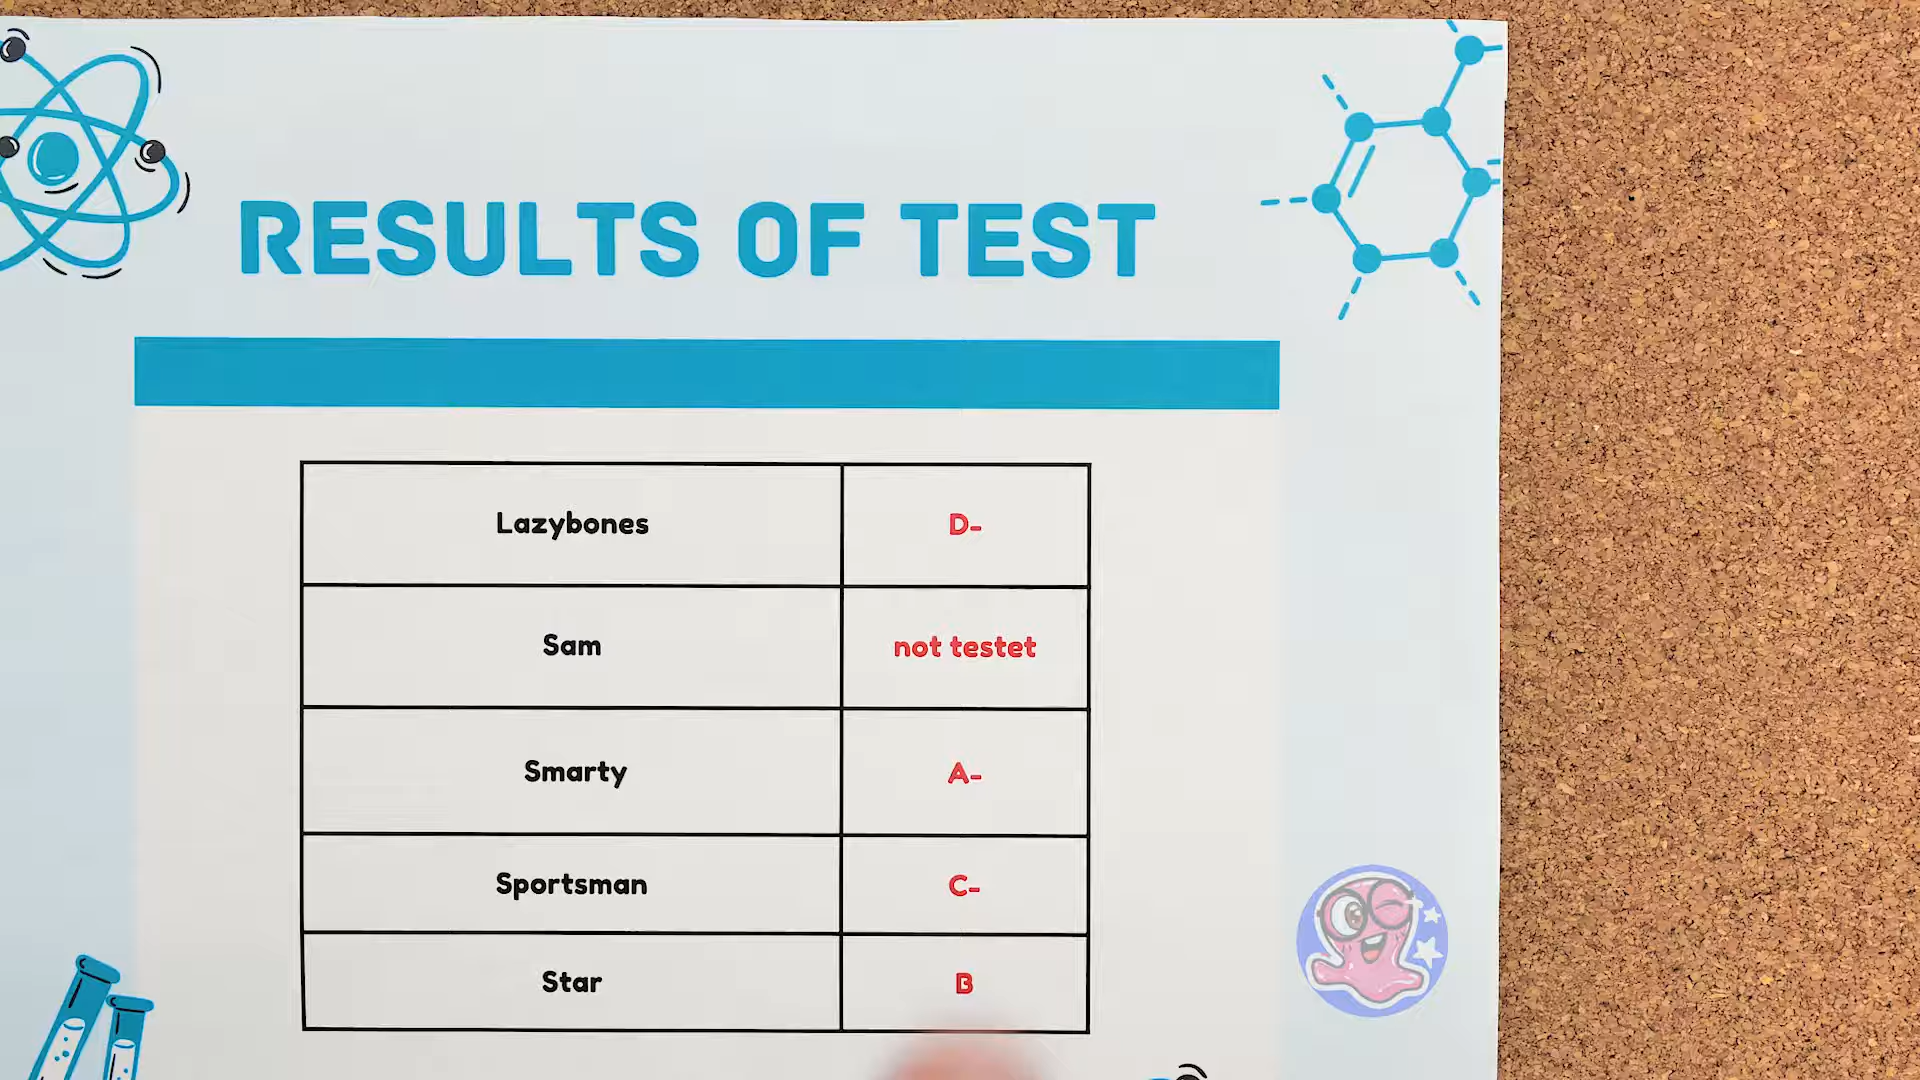 RESULTS OF TEST
Lazybones D-
Sam not testet
Smarty A-
Sportsman C-
Star B